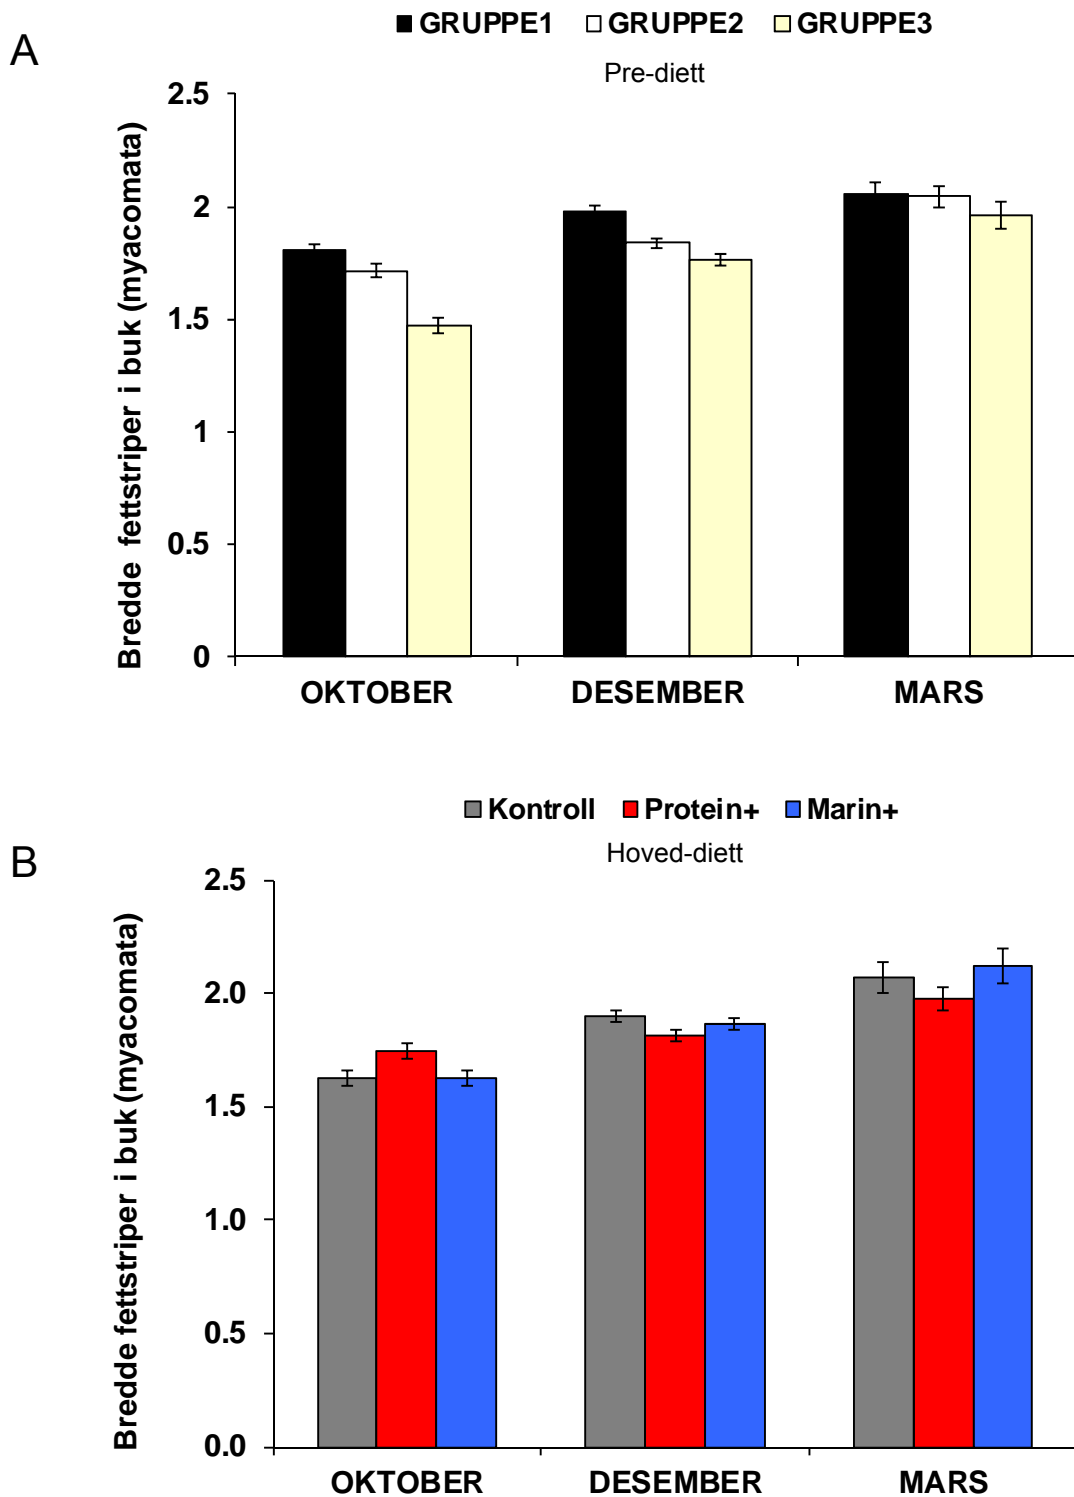 GRUPPE1 GRUPPE2 GRUPPE3
A
Pre-diett
Bredde fettstriper i buk (myacomata)
2.5
2
1.5
1
0.5
0
OKTOBER DESEMBER MARS
Kontroll Protein+ Marin+
B
Hoved-diett
Bredde fettstriper i buk (myacomata)
2.5
2.0
1.5
1.0
0.5
0.0
OKTOBER DESEMBER MARS